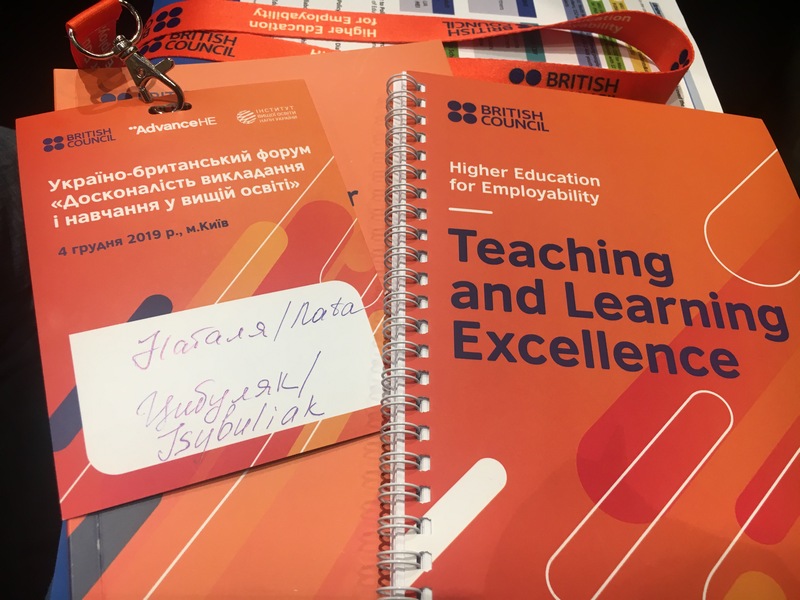 Higher Education
for Employability
BRITISH
COUNCIL
BRITISH
BRITISH
COUNCIL
AdvanceHE
ІНСТИТУТ
ВИЩОЇ ОСВІТИ
НАПН УКРАЇНИ
Україно-британський форум
«Досконалість викладання
і навчання у вищій освіті»
4 грудня 2019 р., м.Київ
Наталя/Nata
Цибуляк/
Tsybuliak
BRITISH
COUNCIL
Higher Education
for Employability
Teaching
and Learning
Excellence